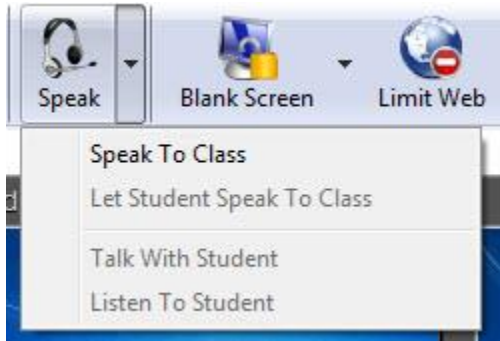 Speak Blank Screen Limit Web
Speak To Class
Let Student Speak To Class
Talk With Student
Listen To Student